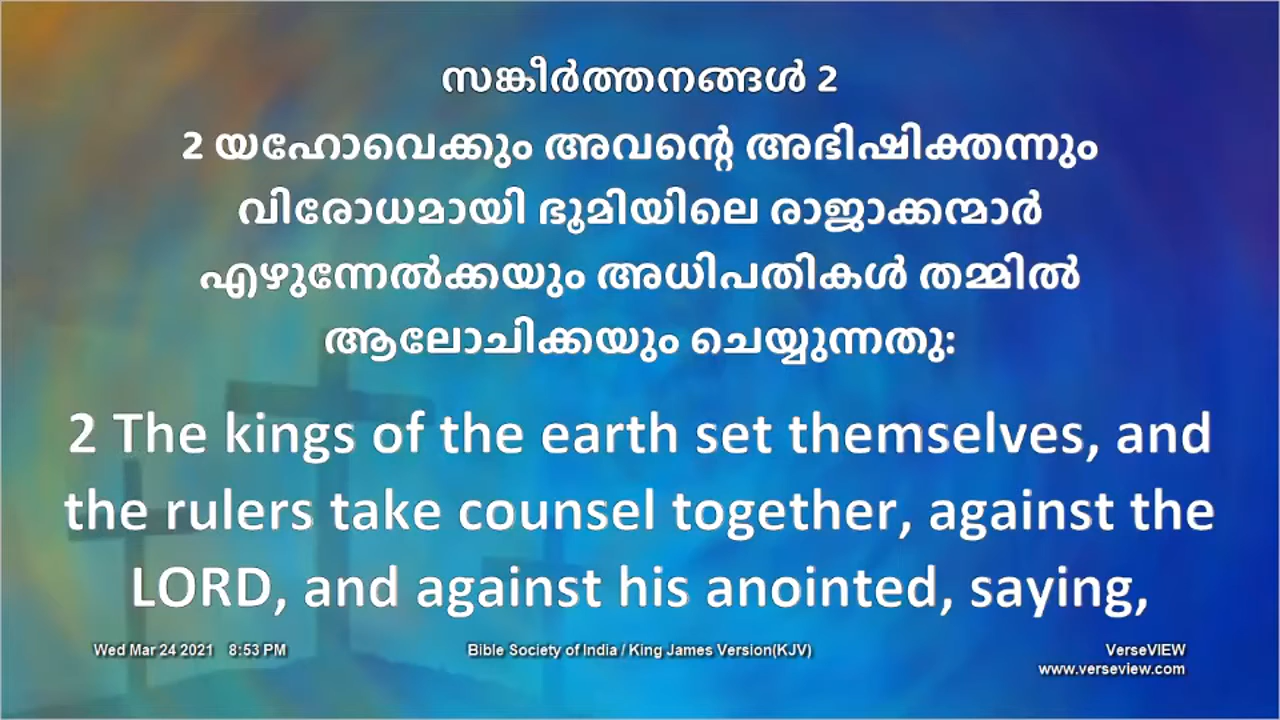 സങ്കീർത്തനങ്ങൾ 2
2 യഹോവെക്കും അവന്റെ അഭിഷിക്തന്നും
വിരോധമായി ഭൂമിയിലെ രാജാക്കന്മാർ
എഴുന്നേൽക്കയും അധിപതികൾ തമ്മിൽ
ആലോചിക്കയും ചെയ്യുന്നതു:
2 The kings of the earth set themselves, and
the rulers take counsel together, against the
LORD, and against his anointed, saying,
Wed Mar 24 2021 8:53 PM
Bible Society of India / King James Version(KJV)
VerseVIEW
www.verseview.com